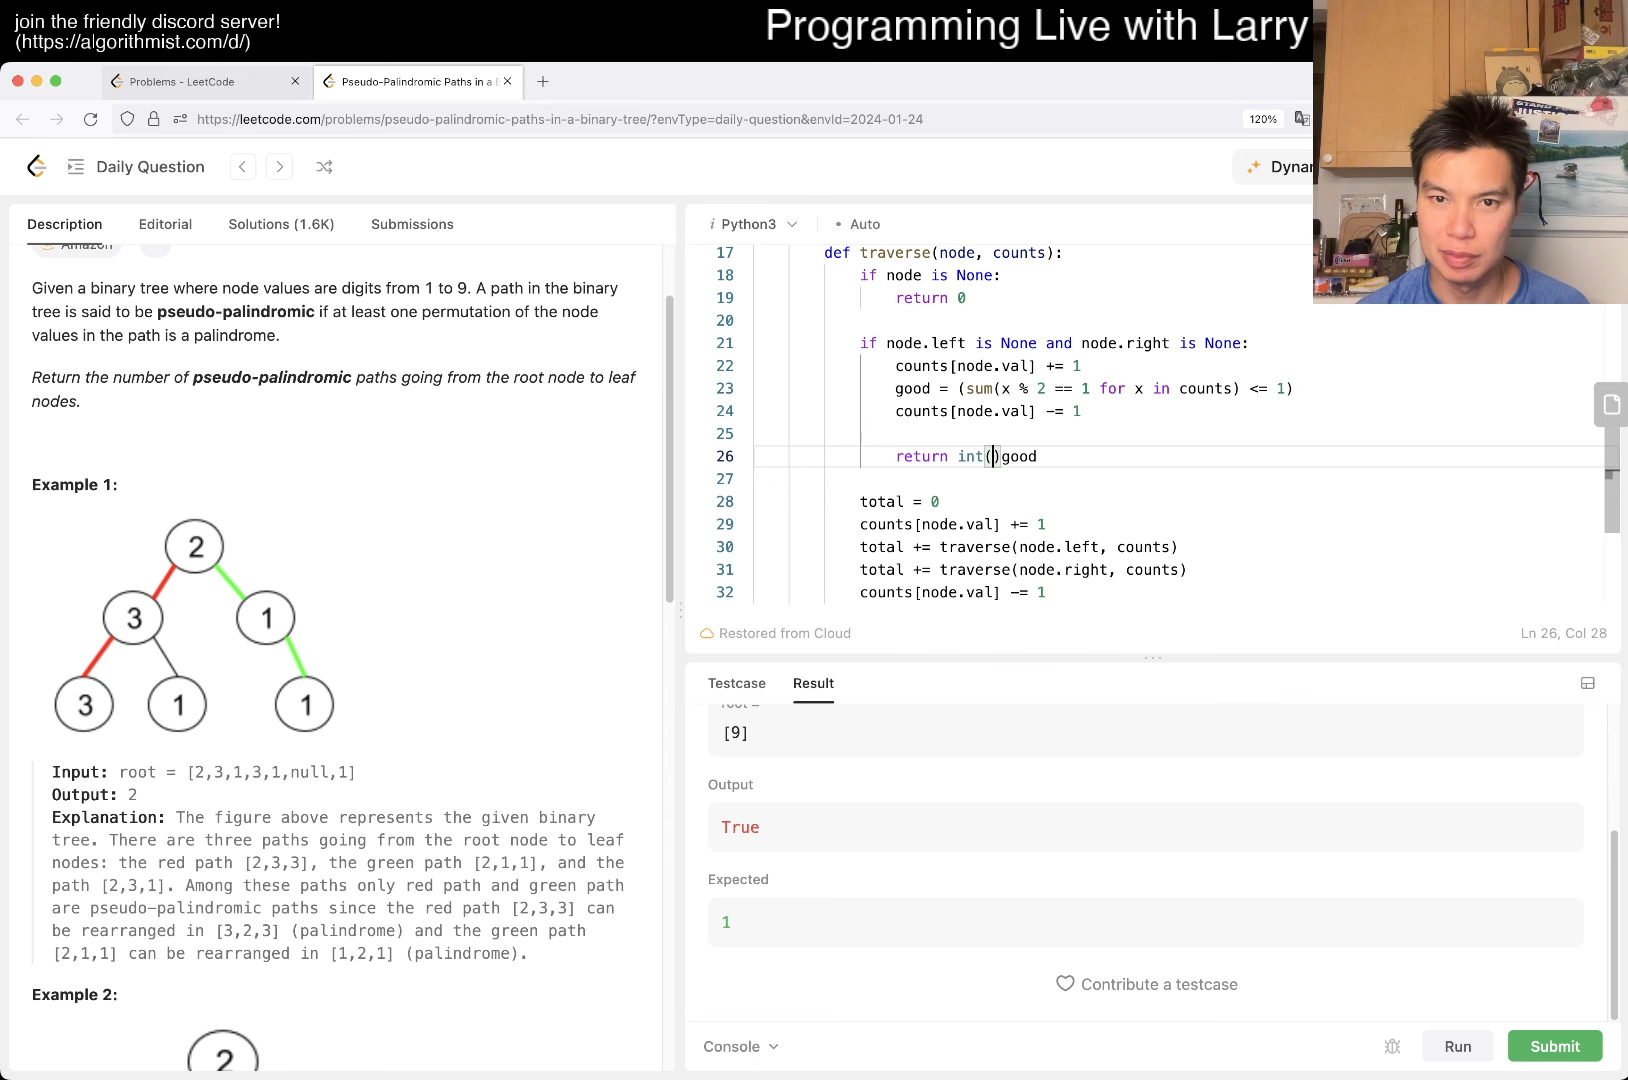 join the friendly discord server!
(https://algorithmist.com/d/)
Programming Live with Larry
Problems - LeetCode
Pseudo-Palindromic Paths in a
https://leetcode.com/problems/pseudo-palindromic-paths-in-a-binary-tree/?envType=daily-question&envId=2024-01-24
120%
Daily Question
Dynam
Description
Editorial
Solutions (1.6K)
Submissions
Amazon
Given a binary tree where node values are digits from 1 to 9. A path in the binary
tree is said to be pseudo-palindromic if at least one permutation of the node
values in the path is a palindrome.
Return the number of pseudo-palindromic paths going from the root node to leaf
nodes.
Example 1:
2
3
1
3
1
1
Input: root = [2,3,1,3,1,null,1]
Output: 2
Explanation: The figure above represents the given binary
tree. There are three paths going from the root node to leaf
nodes: the red path [2,3,3], the green path [2,1,1], and the
path [2,3,1]. Among these paths only red path and green path
are pseudo-palindromic paths since the red path [2,3,3] can
be rearranged in [3,2,3] (palindrome) and the green path
[2,1,1] can be rearranged in [1,2,1] (palindrome).
Example 2:
2
i Python3
• Auto
17 def traverse(node, counts):
18 if node is None:
19 return 0
20
21 if node.left is None and node.right is None:
22 counts[node.val] += 1
23 good = (sum(x % 2 == 1 for x in counts) <= 1)
24 counts[node.val] -= 1
25
26 return int()good
27
28 total = 0
29 counts[node.val] += 1
30 total += traverse(node.left, counts)
31 total += traverse(node.right, counts)
32 counts[node.val] -= 1
Restored from Cloud
Ln 26, Col 28
Testcase
Result
root =
[9]
Output
True
Expected
1
Contribute a testcase
Console
Run
Submit